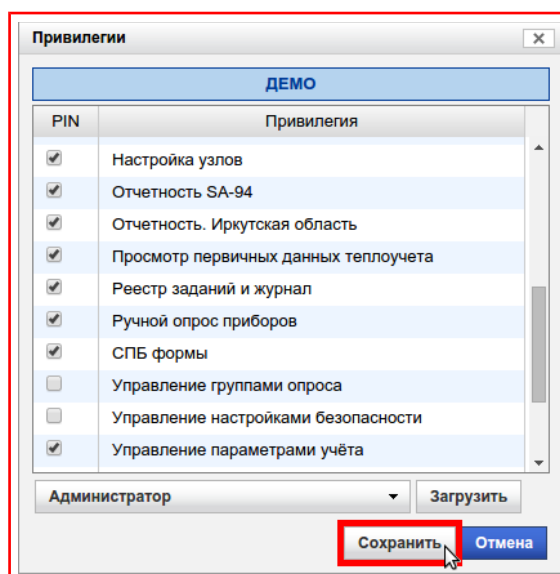 Привилегии
ДЕМО
PIN Привилегия
Настройка узлов
Отчетность SA-94
Отчетность. Иркутская область
Просмотр первичных данных теплоучета
Реестр заданий и журнал
Ручной опрос приборов
СПБ формы
Управление группами опроса
Управление настройками безопасности
Управление параметрами учёта
Администратор Загрузить
Сохранить Отмена